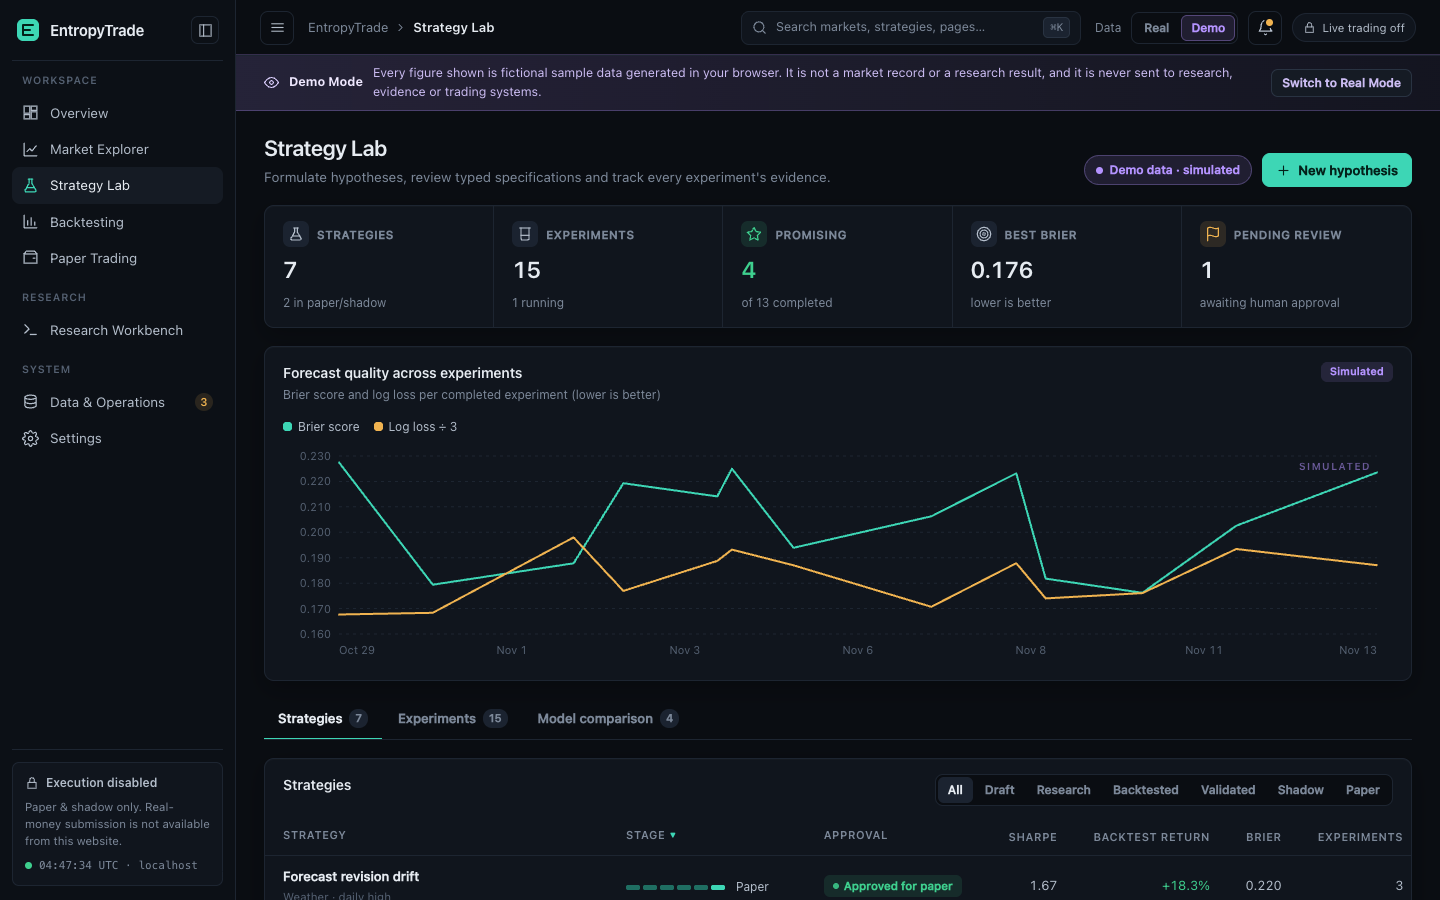 EntropyTrade
WORKSPACE
Overview
Market Explorer
Strategy Lab
Backtesting
Paper Trading
RESEARCH
Research Workbench
SYSTEM
Data & Operations 3
Settings
Execution disabled
Paper & shadow only. Real-
money submission is not available
from this website.
04:47:34 UTC · localhost
EntropyTrade > Strategy Lab
Search markets, strategies, pages... ⌘K
Data Real Demo
Live trading off
Demo Mode
Every figure shown is fictional sample data generated in your browser. It is not a market record or a research result, and it is never sent to research,
evidence or trading systems.
Switch to Real Mode
Strategy Lab
Formulate hypotheses, review typed specifications and track every experiment's evidence.
Demo data · simulated
+ New hypothesis
STRATEGIES
7
2 in paper/shadow
EXPERIMENTS
15
1 running
PROMISING
4
of 13 completed
BEST BRIER
0.176
lower is better
PENDING REVIEW
1
awaiting human approval
Forecast quality across experiments
Simulated
Brier score and log loss per completed experiment (lower is better)
Brier score Log loss ÷ 3
SIMULATED
0.230
0.220
0.210
0.200
0.190
0.180
0.170
0.160
Oct 29 Nov 1 Nov 3 Nov 6 Nov 8 Nov 11 Nov 13
Strategies 7 Experiments 15 Model comparison 4
Strategies
All Draft Research Backtested Validated Shadow Paper
STRATEGY STAGE ▼ APPROVAL SHARPE BACKTEST RETURN BRIER EXPERIMENTS
Forecast revision drift Paper Approved for paper 1.67 +18.3% 0.220 3
Weather · daily high